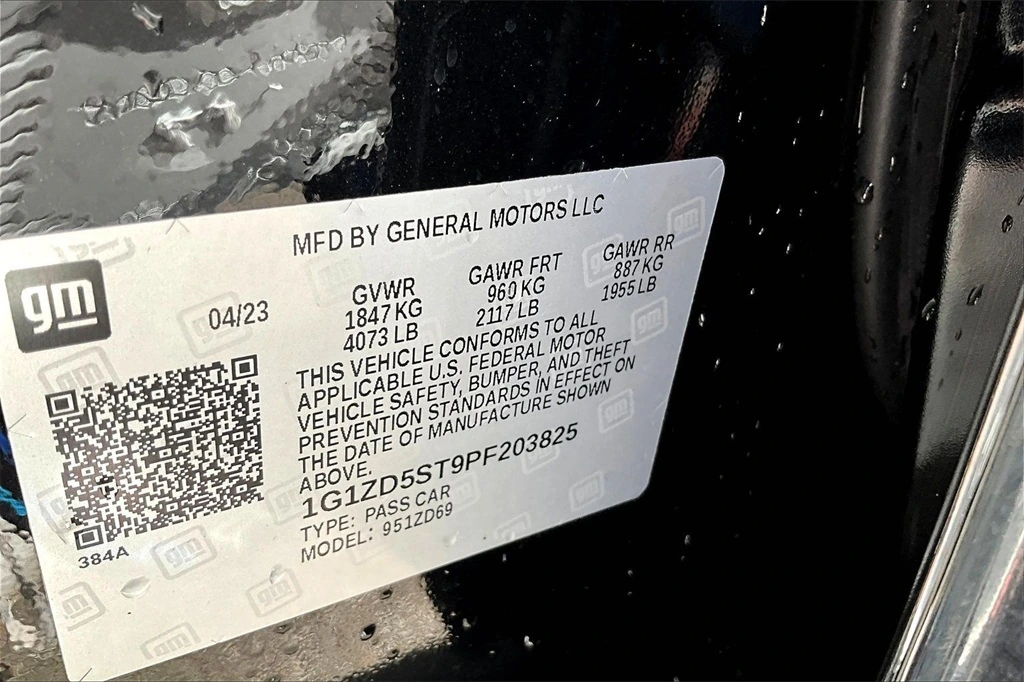 MFD BY GENERAL MOTORS LLC
gm
04/23
GVWR
1847 KG
4073 LB
GAWR FRT
960 KG
2117 LB
GAWR RR
887 KG
1955 LB
THIS VEHICLE CONFORMS TO ALL
APPLICABLE U.S. FEDERAL MOTOR
VEHICLE SAFETY, BUMPER, AND THEFT
PREVENTION STANDARDS IN EFFECT ON
THE DATE OF MANUFACTURE SHOWN
ABOVE.
1G1ZD5ST9PF203825
TYPE: PASS CAR
MODEL: 951ZD69
384A